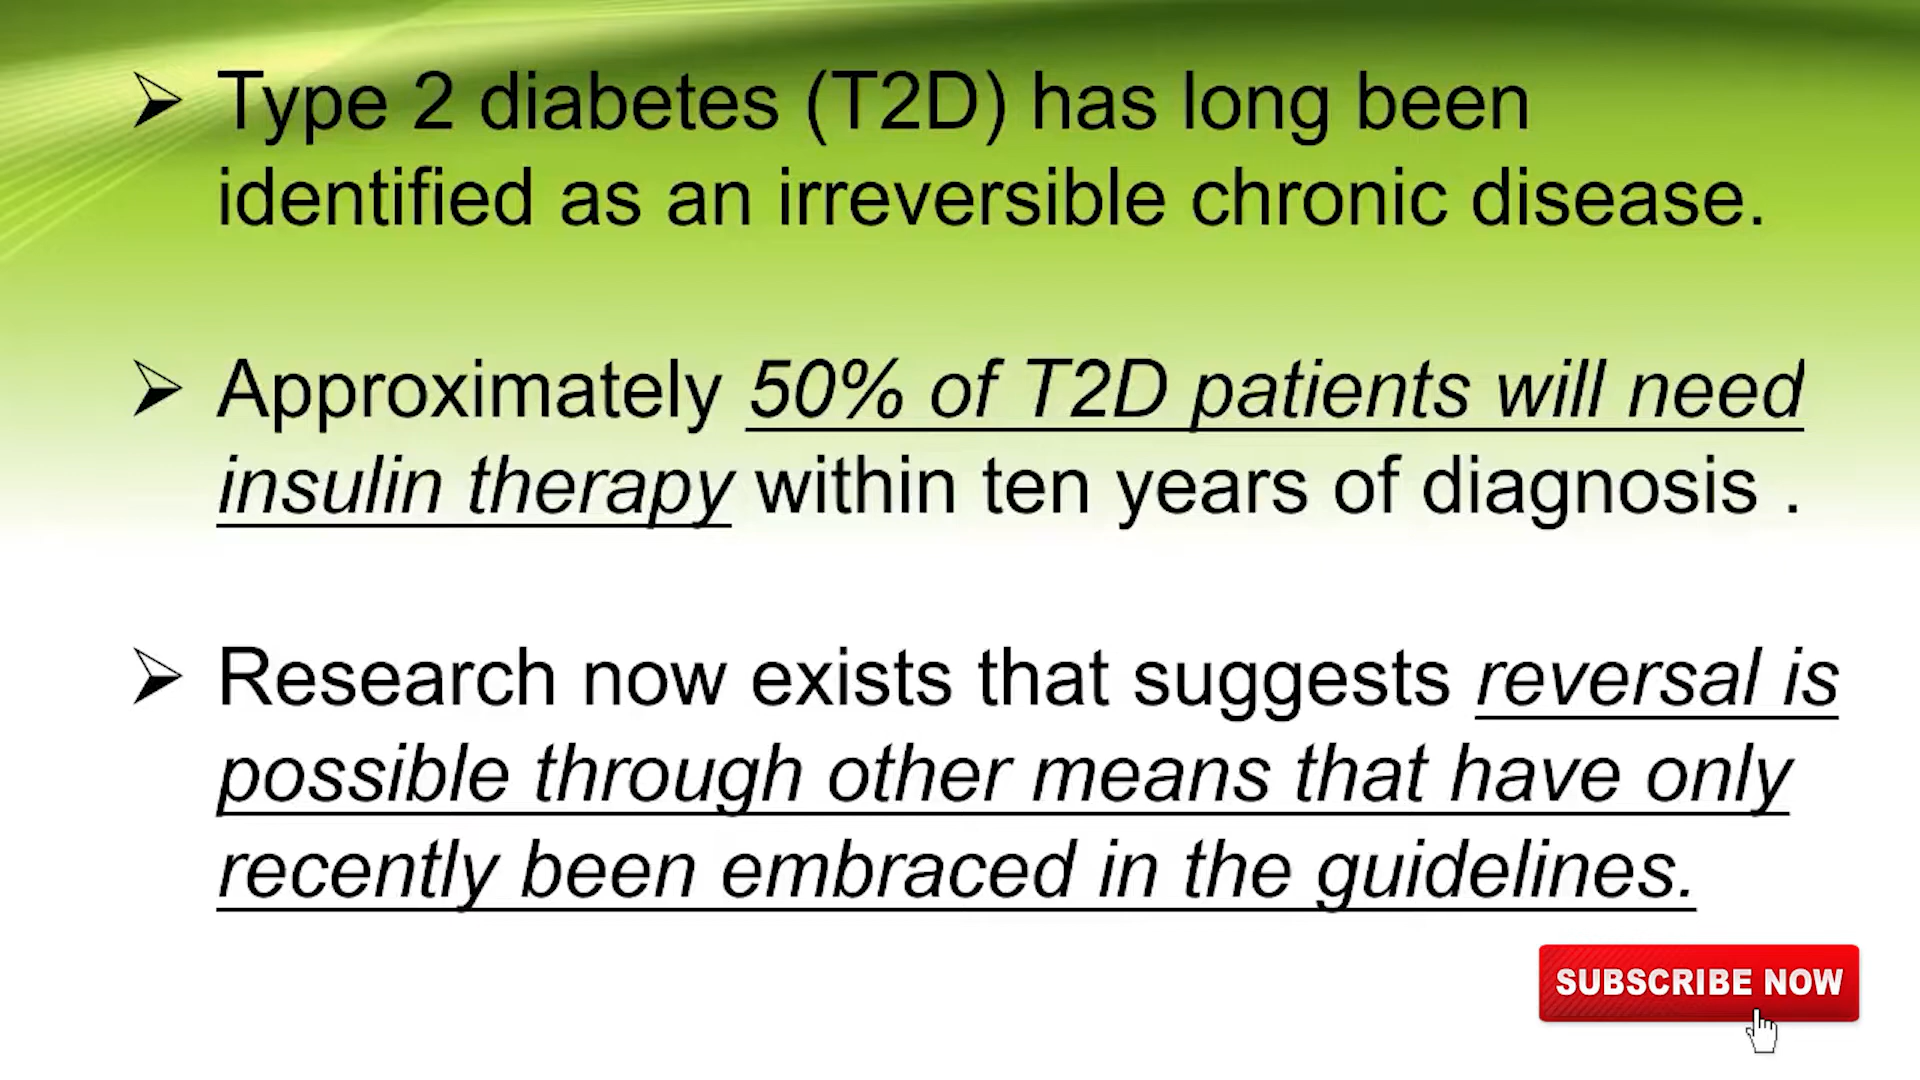 ➢ Type 2 diabetes (T2D) has long been
identified as an irreversible chronic disease.
➢ Approximately 50% of T2D patients will need
insulin therapy within ten years of diagnosis .
➢ Research now exists that suggests reversal is
possible through other means that have only
recently been embraced in the guidelines.
SUBSCRIBE NOW